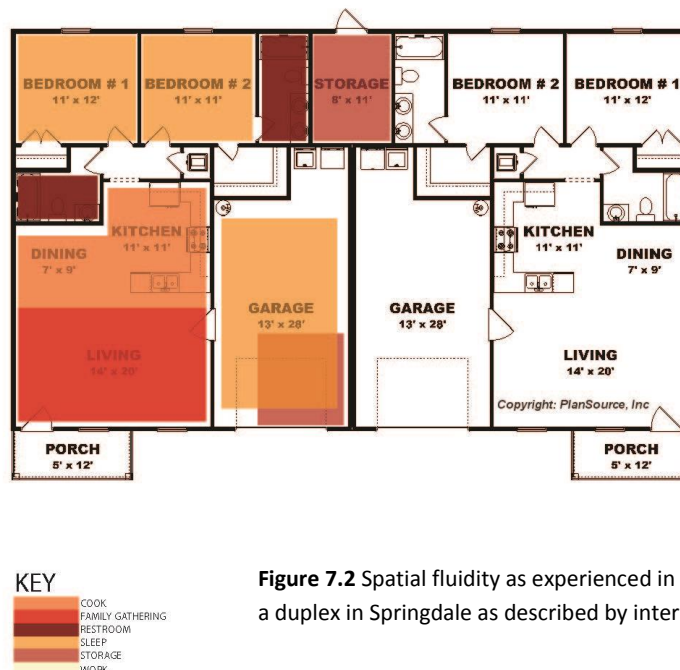 BEDROOM # 1
11' x 12'
BEDROOM # 2
11' x 11'
STORAGE
8' x 11'
BEDROOM # 2
11' x 11'
BEDROOM # 1
11' x 12'
KITCHEN
11' x 11'
DINING
7' x 9'
GARAGE
13' x 28'
LIVING
14' x 20'
PORCH
5' x 12'
GARAGE
13' x 28'
KITCHEN
11' x 11'
DINING
7' x 9'
LIVING
14' x 20'
Copyright: PlanSource, Inc
PORCH
5' x 12'
KEY
COOK
FAMILY GATHERING
RESTROOM
SLEEP
STORAGE
WORK
Figure 7.2 Spatial fluidity as experienced in
a duplex in Springdale as described by inter